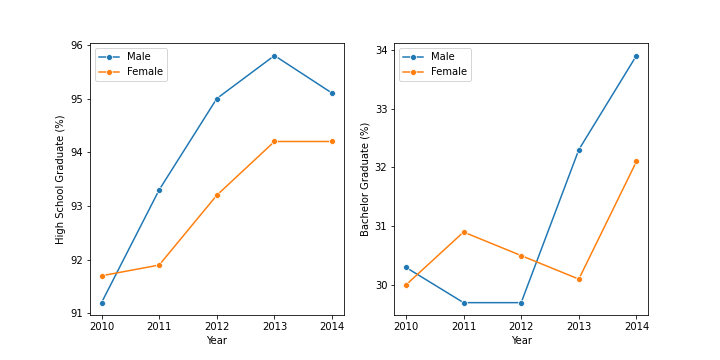 Male
Female
96
95
94
93
92
91
High School Graduate (%)
2010 2011 2012 2013 2014
Year
Male
Female
34
33
32
31
30
Bachelor Graduate (%)
2010 2011 2012 2013 2014
Year